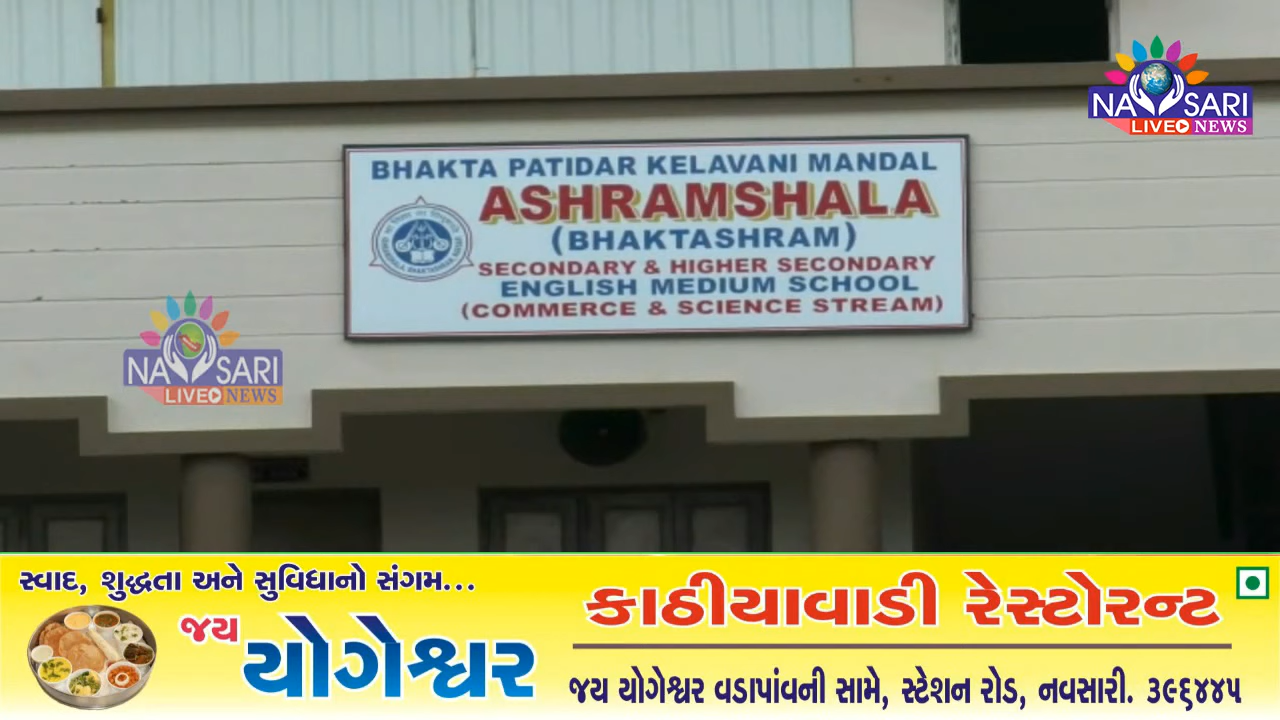 NAVSARI
LIVE NEWS
BHAKTA PATIDAR KELAVANI MANDAL
ASHRAMSHALA
(BHAKTASHRAM)
SECONDARY & HIGHER SECONDARY
ENGLISH MEDIUM SCHOOL
(COMMERCE & SCIENCE STREAM)
NAVSARI
LIVE NEWS
સ્વાદ, શુદ્ધતા અને સુવિધાનો સંગમ...
જય
યોગેશ્વર
કાઠીયાવાડી રેસ્ટોરન્ટ
જય યોગેશ્વર વડાપાંવની સામે, સ્ટેશન રોડ, નવસારી. ૩૯૬૪૪૫